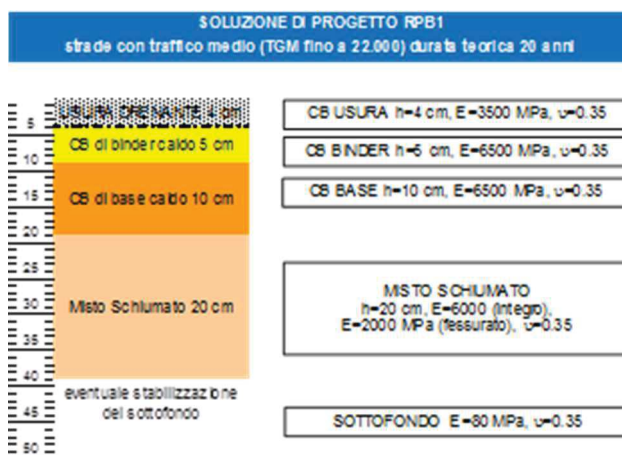 SOLUZIONE DI PROGETTO RPB1
strade con traffico medio (TGM fino a 22.000) durata teorica 20 anni
USURA DRENANTE 4 cm
CB USURA h=4 cm, E=3500 MPa, υ=0.35
5
CB di binder caldo 5 cm
CB BINDER h=5 cm, E=6500 MPa, υ=0.35
10
CB di base caldo 10 cm
CB BASE h=10 cm, E=6500 MPa, υ=0.35
15
20
25
Misto Schiumato 20 cm
MISTO SCHIUMATO
h=20 cm, E=6000 (integro),
E=2000 MPa (fessurato), υ=0.35
30
35
40
eventuale stabilizzazione
del sottofondo
SOTTOFONDO E=80 MPa, υ=0.35
45
50